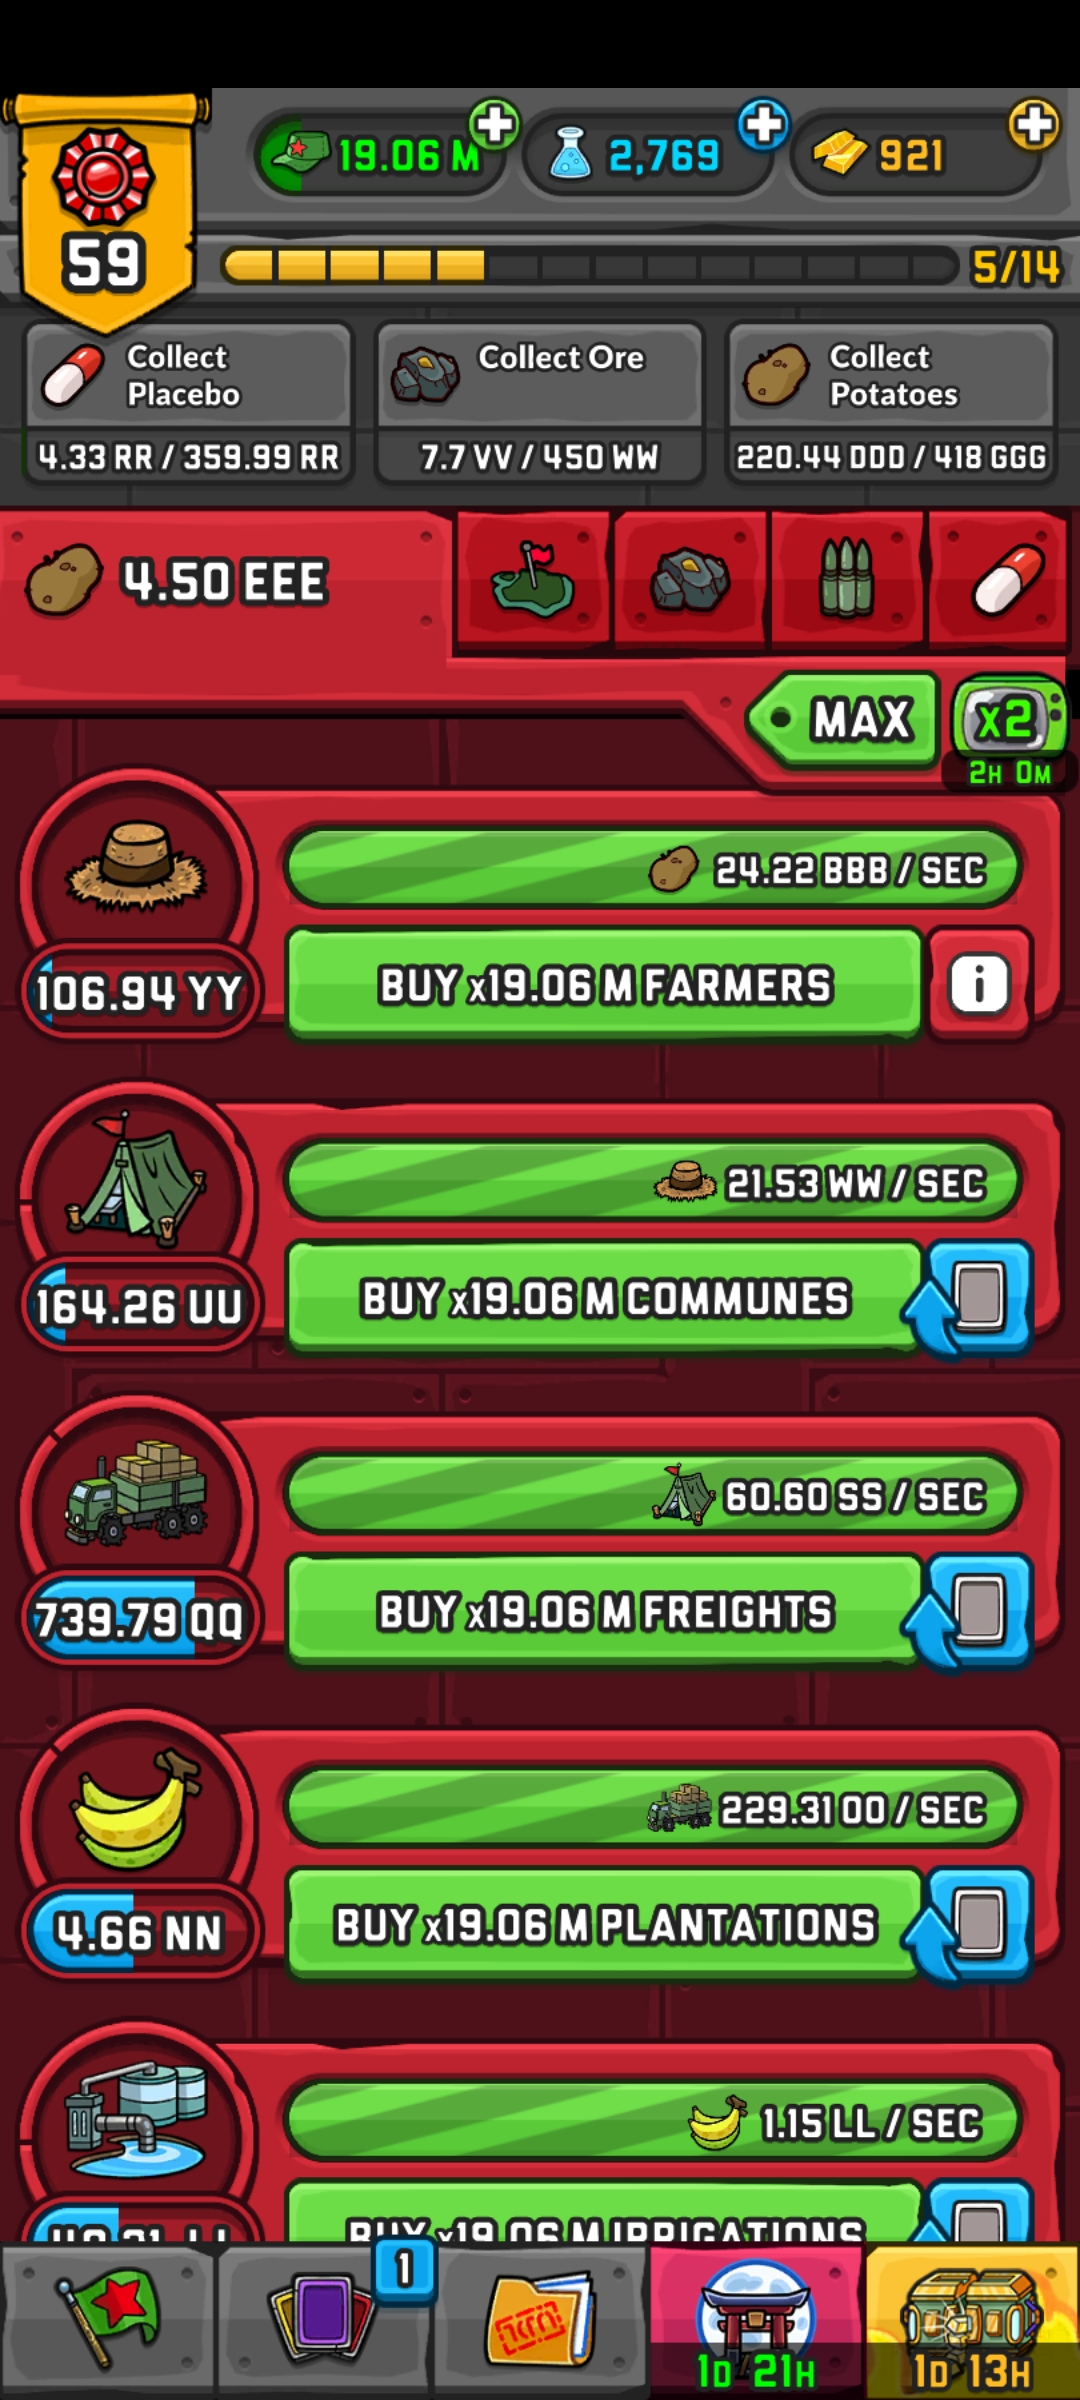 19.06 M
2,769
921
59
5/14
Collect
Placebo
4.33 RR / 359.99 RR
Collect Ore
7.7 VV / 450 WW
Collect
Potatoes
220.44 DDD / 418 GGG
4.50 EEE
MAX
x2
2H 0M
24.22 BBB / SEC
106.94 YY
BUY x19.06 M FARMERS
i
21.53 WW / SEC
164.26 UU
BUY x19.06 M COMMUNES
60.60 SS / SEC
739.79 QQ
BUY x19.06 M FREIGHTS
229.31 OO / SEC
4.66 NN
BUY x19.06 M PLANTATIONS
1.15 LL / SEC
BUY x19.06 M IRRIGATIONS
1
1D 21H
1D 13H